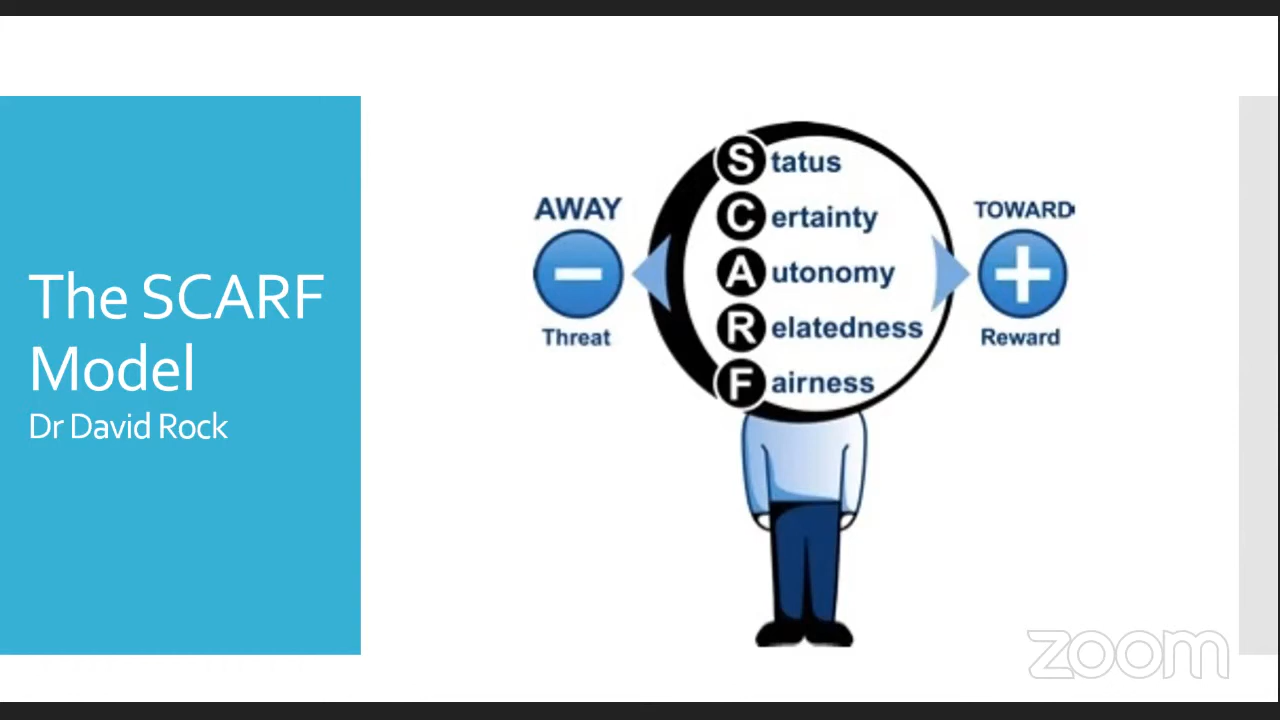 The SCARF
Model
Dr David Rock
AWAY
Threat
Status
Certainty
Autonomy
Relatedness
Fairness
TOWARD
Reward
zoom